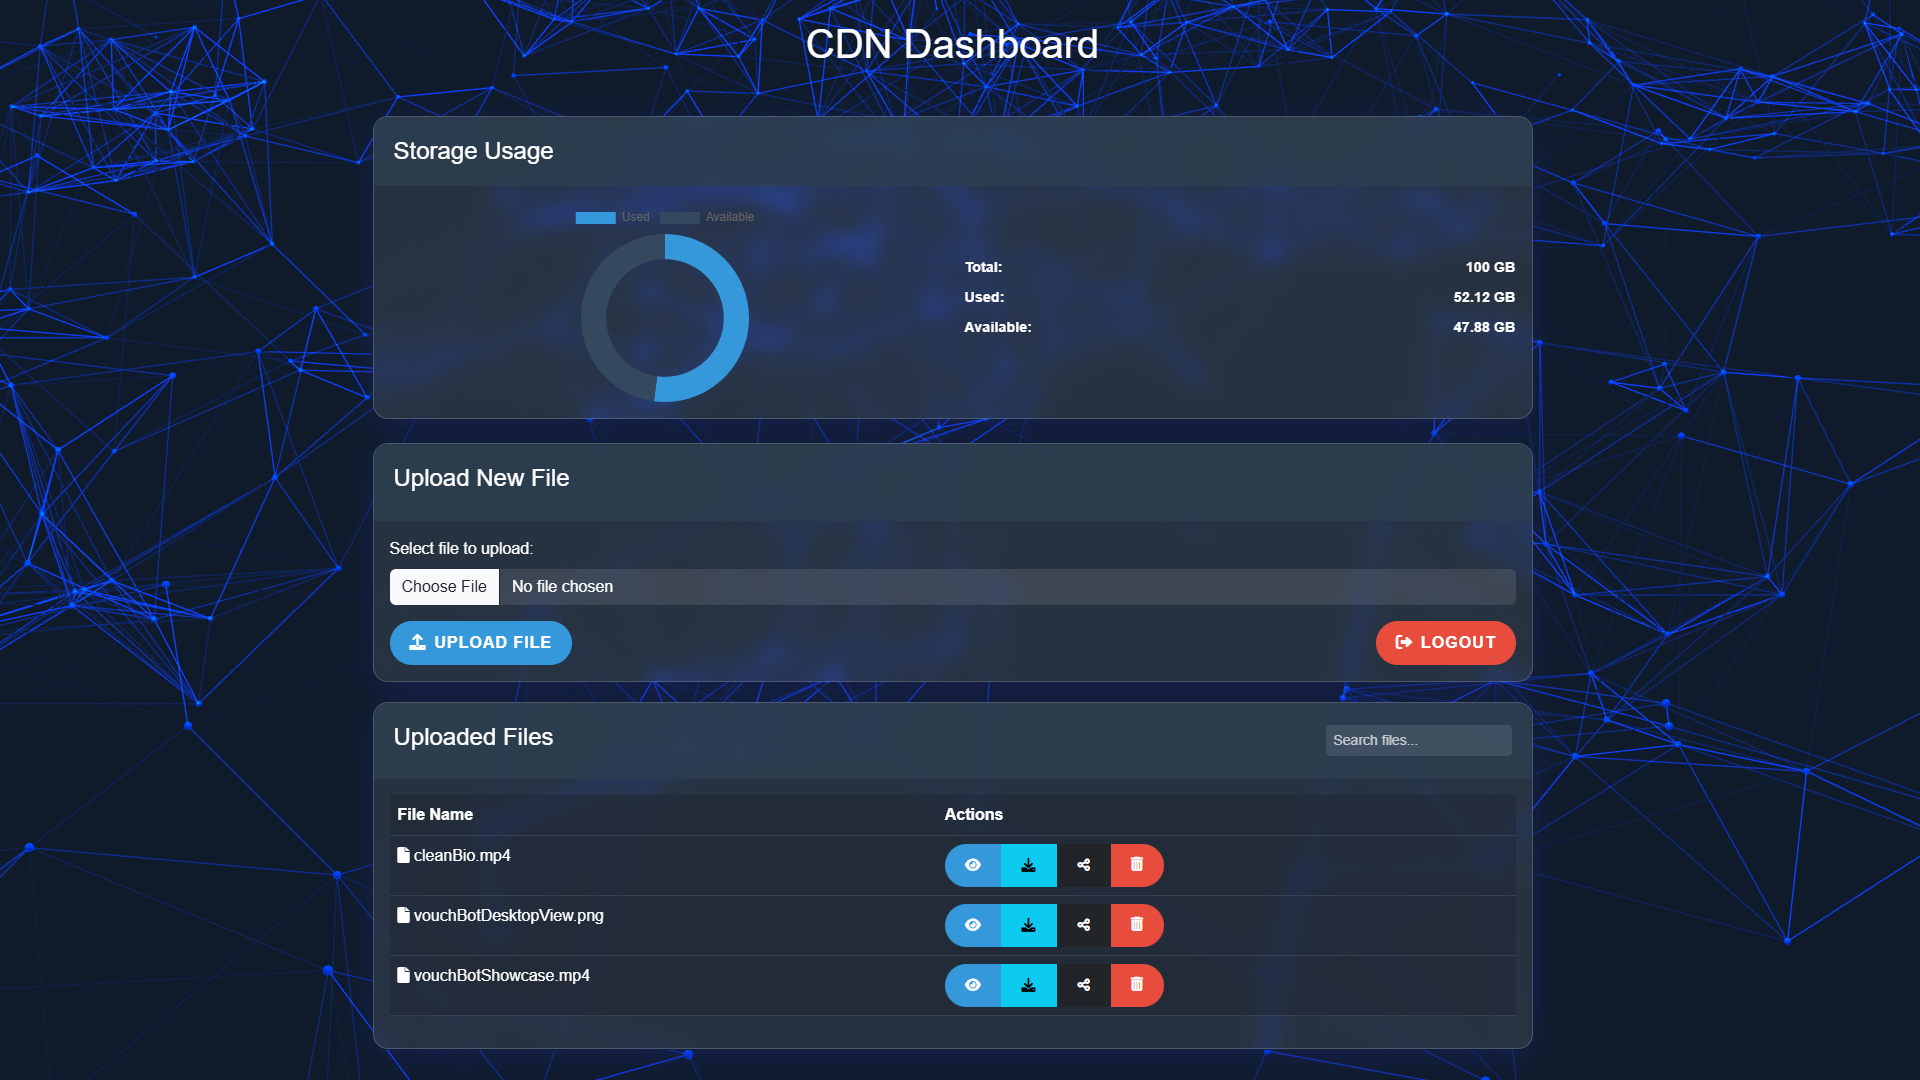 CDN Dashboard
Storage Usage
Used Available
Total: 100 GB
Used: 52.12 GB
Available: 47.88 GB
Upload New File
Select file to upload:
Choose File No file chosen
UPLOAD FILE LOGOUT
Uploaded Files Search files...
File Name Actions
cleanBio.mp4
vouchBotDesktopView.png
vouchBotShowcase.mp4